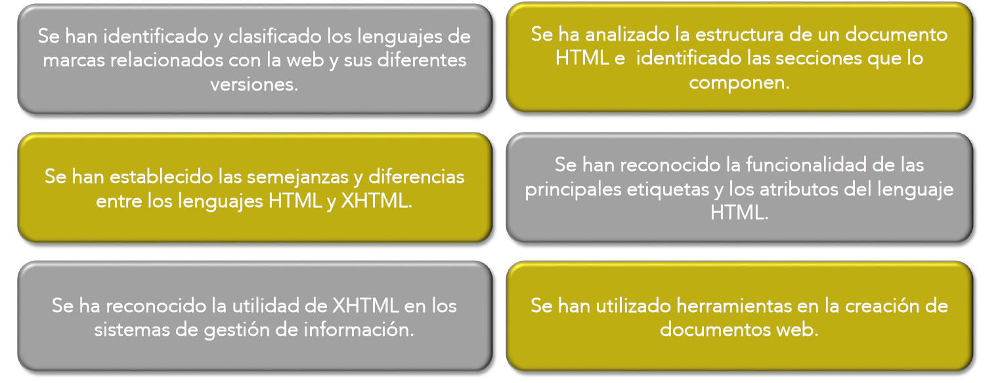 Se han identificado y clasificado los lenguajes de
marcas relacionados con la web y sus diferentes
versiones.
Se ha analizado la estructura de un documento
HTML e  identificado las secciones que lo
componen.
Se han establecido las semejanzas y diferencias
entre los lenguajes HTML y XHTML.
Se han reconocido la funcionalidad de las
principales etiquetas y los atributos del lenguaje
HTML.
Se ha reconocido la utilidad de XHTML en los
sistemas de gestión de información.
Se han utilizado herramientas en la creación de
documentos web.